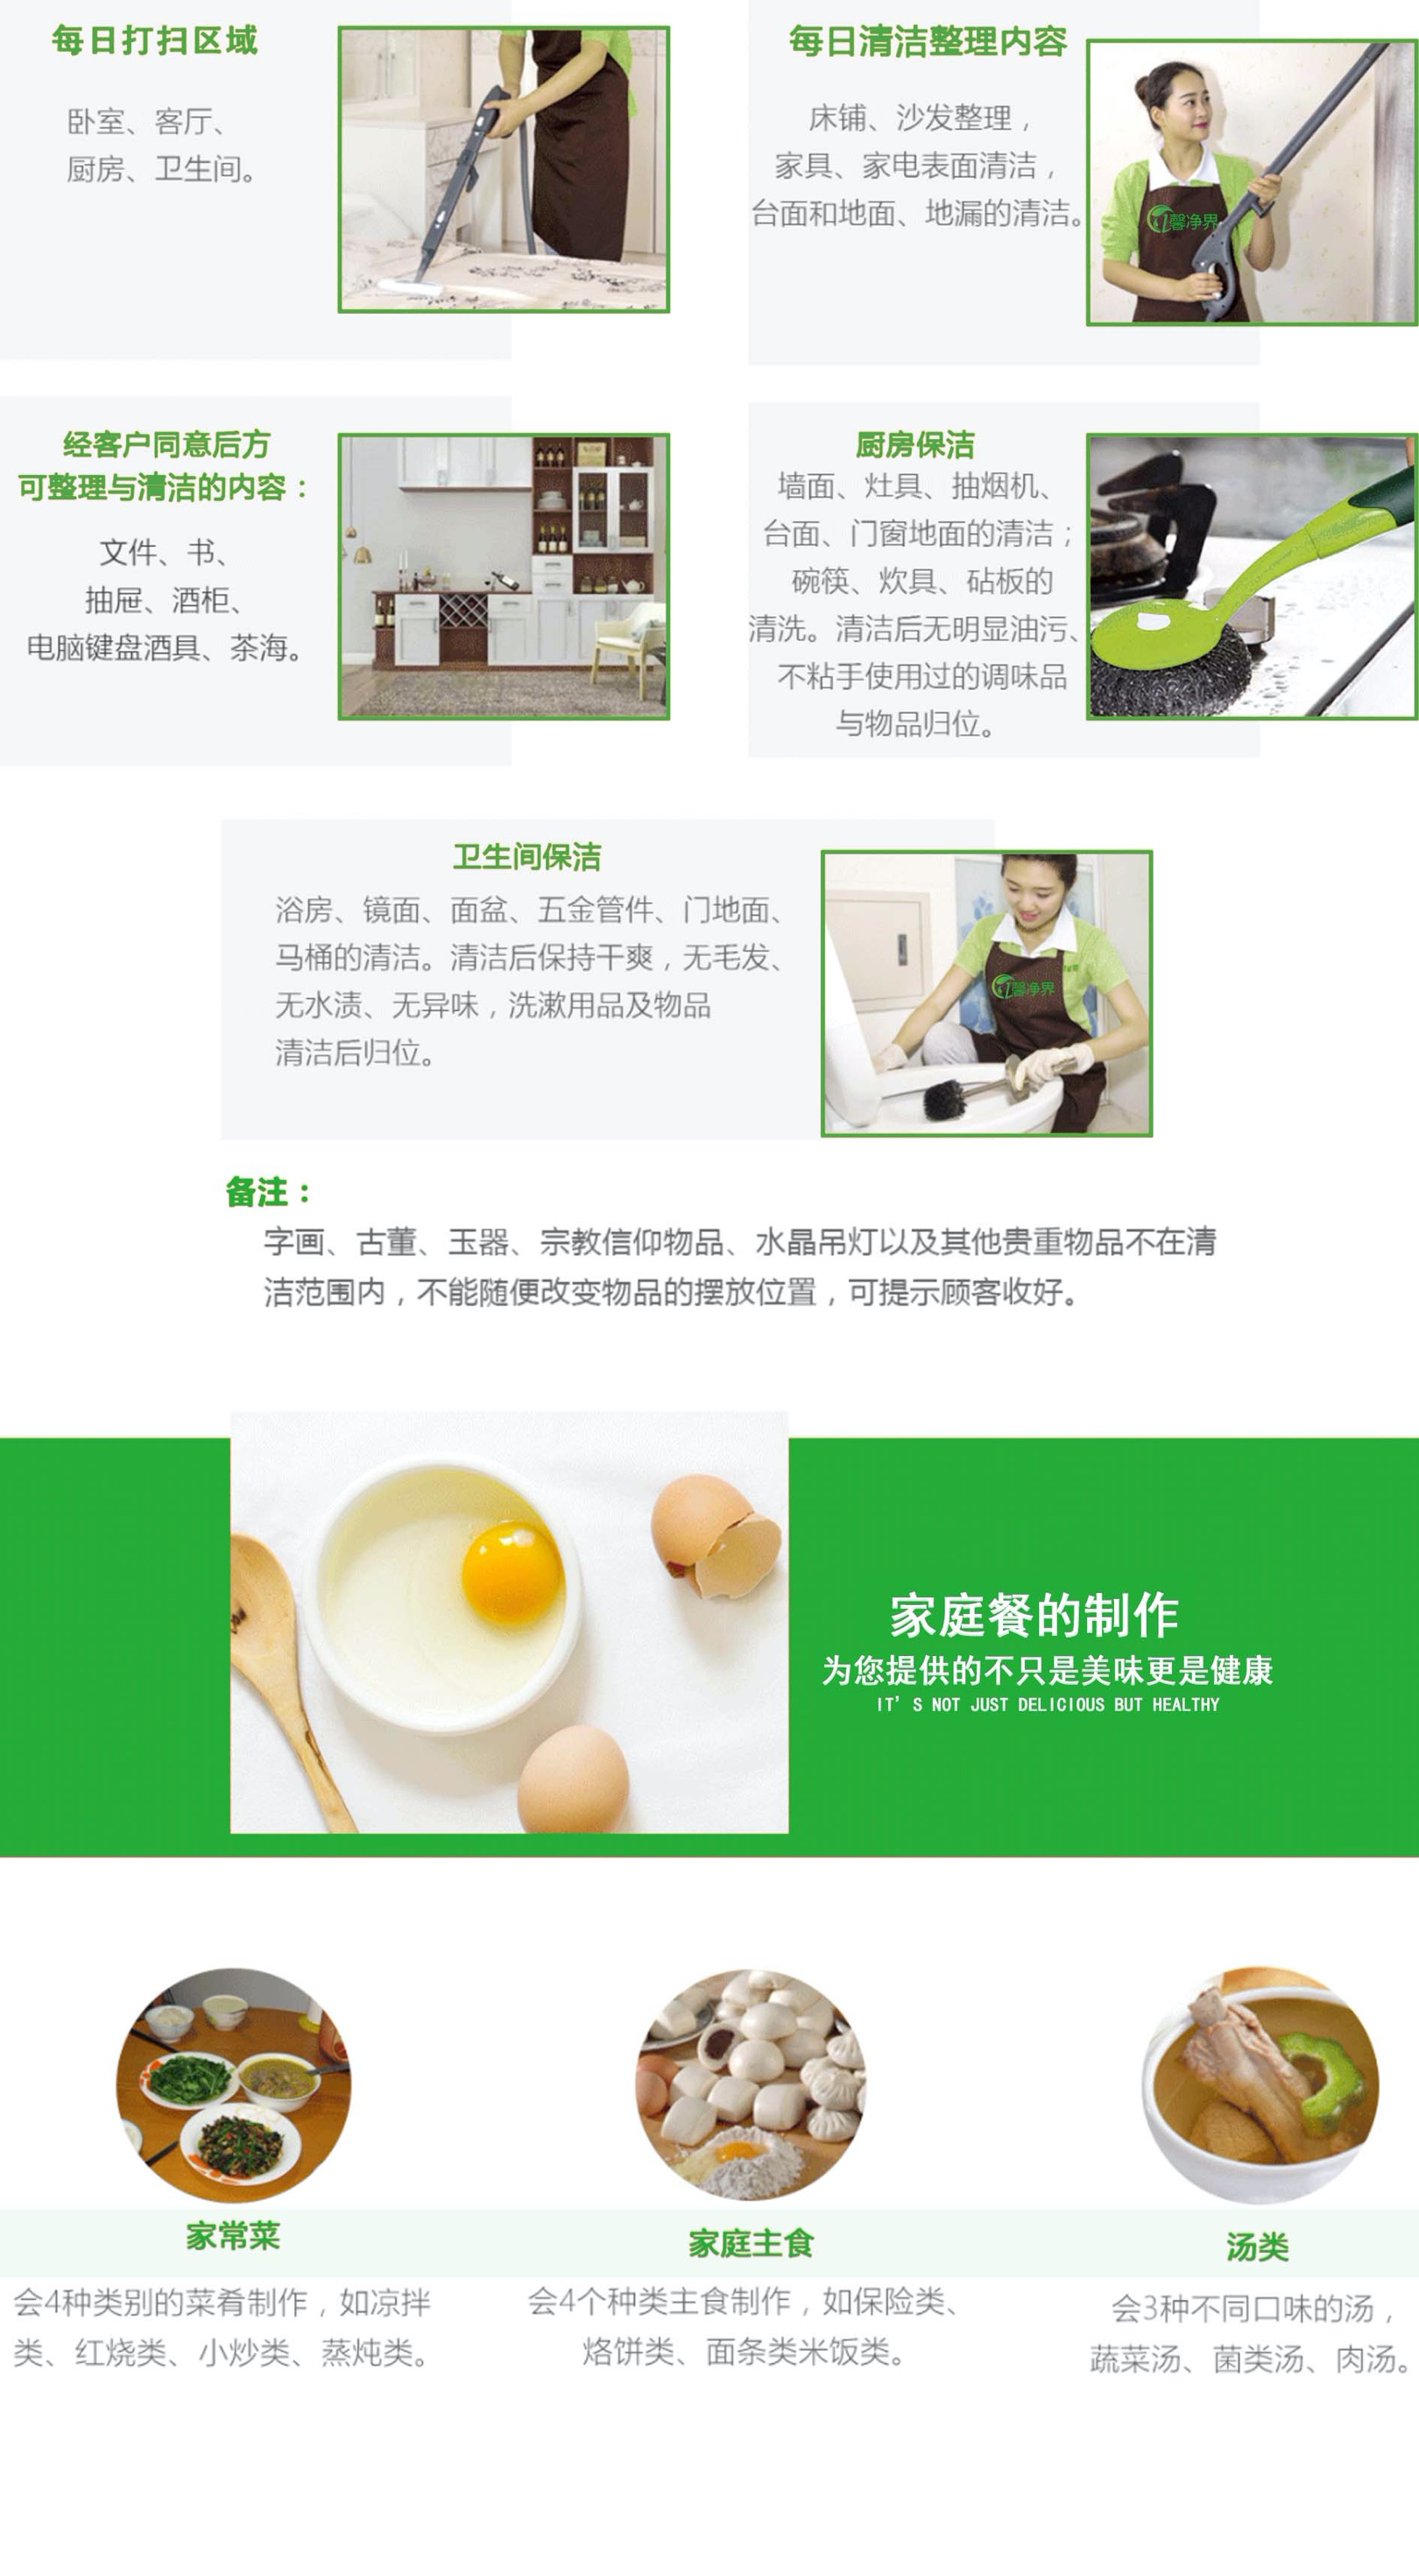 每日打扫区域
卧室、客厅、
厨房、卫生间。
每日清洁整理内容
床铺、沙发整理，
家具、家电表面清洁，
台面和地面、地漏的清洁。
馨净界
经客户同意后方
可整理与清洁的内容：
文件、书、
抽屉、酒柜、
电脑键盘酒具、茶海。
厨房保洁
墙面、灶具、抽烟机、
台面、门窗地面的清洁；
碗筷、炊具、砧板的
清洗。清洁后无明显油污、
不粘手使用过的调味品
与物品归位。
卫生间保洁
浴房、镜面、面盆、五金管件、门地面、
马桶的清洁。清洁后保持干爽，无毛发、
无水渍、无异味，洗漱用品及物品
清洁后归位。
馨净界
备注：
字画、古董、玉器、宗教信仰物品、水晶吊灯以及其他贵重物品不在清
洁范围内，不能随便改变物品的摆放位置，可提示顾客收好。
家庭餐的制作
为您提供的不只是美味更是健康
IT'S NOT JUST DELICIOUS BUT HEALTHY
家常菜
会4种类别的菜肴制作，如凉拌
类、红烧类、小炒类、蒸炖类。
家庭主食
会4个种类主食制作，如保险类、
烙饼类、面条类米饭类。
汤类
会3种不同口味的汤，
蔬菜汤、菌类汤、肉汤。